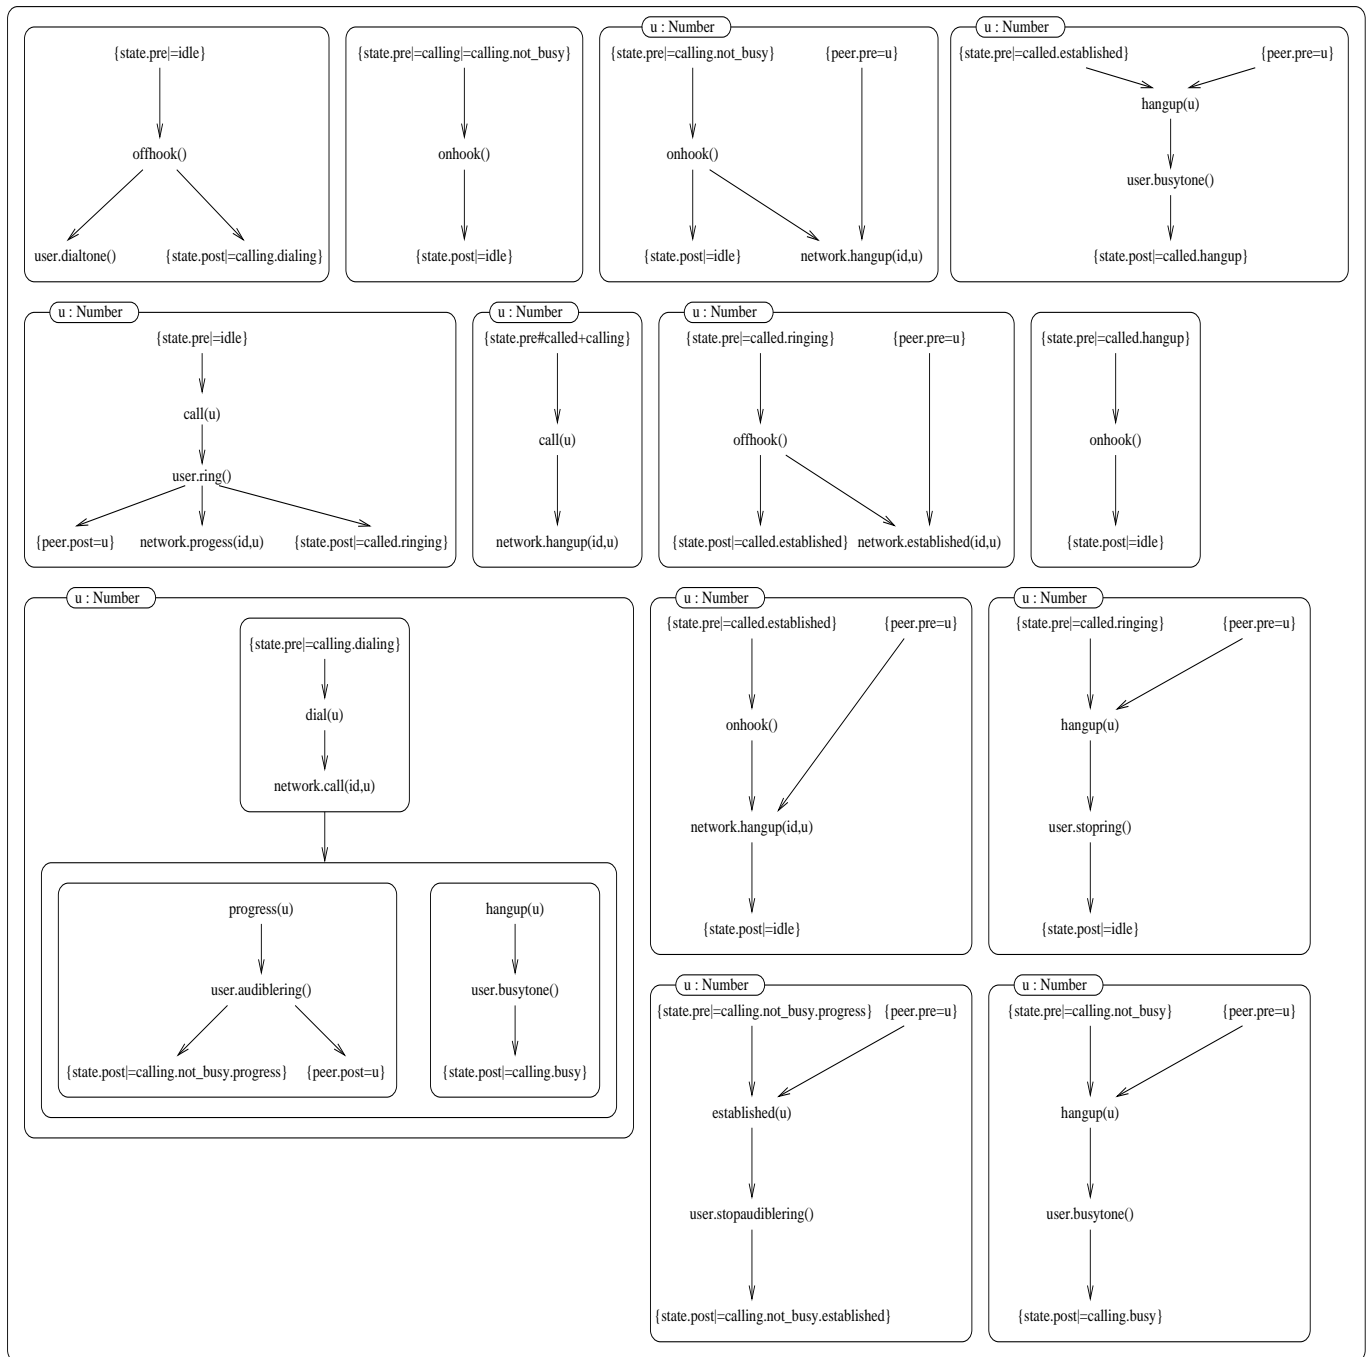 {state.pre|=idle}
offhook()
user.dialtone()
{state.post|=calling.dialing}
{state.pre|=calling|=calling.not_busy}
onhook()
{state.post|=idle}
u : Number
{state.pre|=calling.not_busy}
{peer.pre=u}
onhook()
{state.post|=idle}
network.hangup(id,u)
u : Number
{state.pre|=called.established}
{peer.pre=u}
hangup(u)
user.busytone()
{state.post|=called.hangup}
u : Number
{state.pre|=idle}
call(u)
user.ring()
{peer.post=u}
network.progess(id,u)
{state.post|=called.ringing}
u : Number
{state.pre#called+calling}
call(u)
network.hangup(id,u)
u : Number
{state.pre|=called.ringing}
{peer.pre=u}
offhook()
{state.post|=called.established}
network.established(id,u)
{state.pre|=called.hangup}
onhook()
{state.post|=idle}
u : Number
{state.pre|=calling.dialing}
dial(u)
network.call(id,u)
progress(u)
user.audiblering()
{state.post|=calling.not_busy.progress}
{peer.post=u}
hangup(u)
user.busytone()
{state.post|=calling.busy}
u : Number
{state.pre|=called.established}
{peer.pre=u}
onhook()
network.hangup(id,u)
{state.post|=idle}
u : Number
{state.pre|=called.ringing}
{peer.pre=u}
hangup(u)
user.stopring()
{state.post|=idle}
u : Number
{state.pre|=calling.not_busy.progress}
{peer.pre=u}
established(u)
user.stopaudiblering()
{state.post|=calling.not_busy.established}
u : Number
{state.pre|=calling.not_busy}
{peer.pre=u}
hangup(u)
user.busytone()
{state.post|=calling.busy}